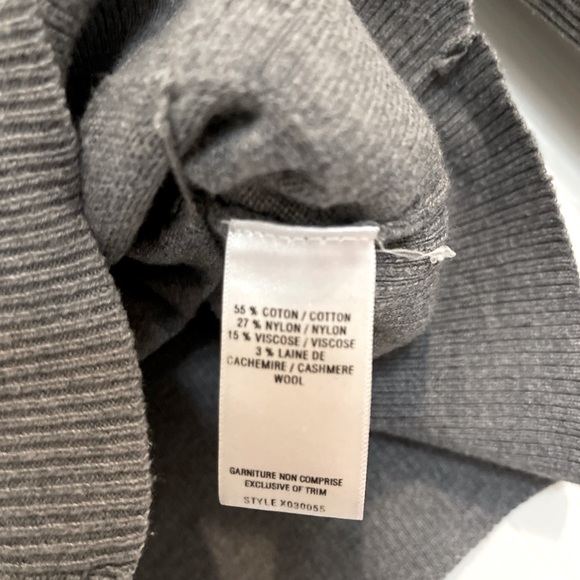 55 % COTON / COTTON
27 % NYLON / NYLON
15 % VISCOSE / VISCOSE
3 % LAINE DE
CACHEMIRE / CASHMERE
WOOL
GARNITURE NON COMPRISE
EXCLUSIVE OF TRIM
STYLE X030055